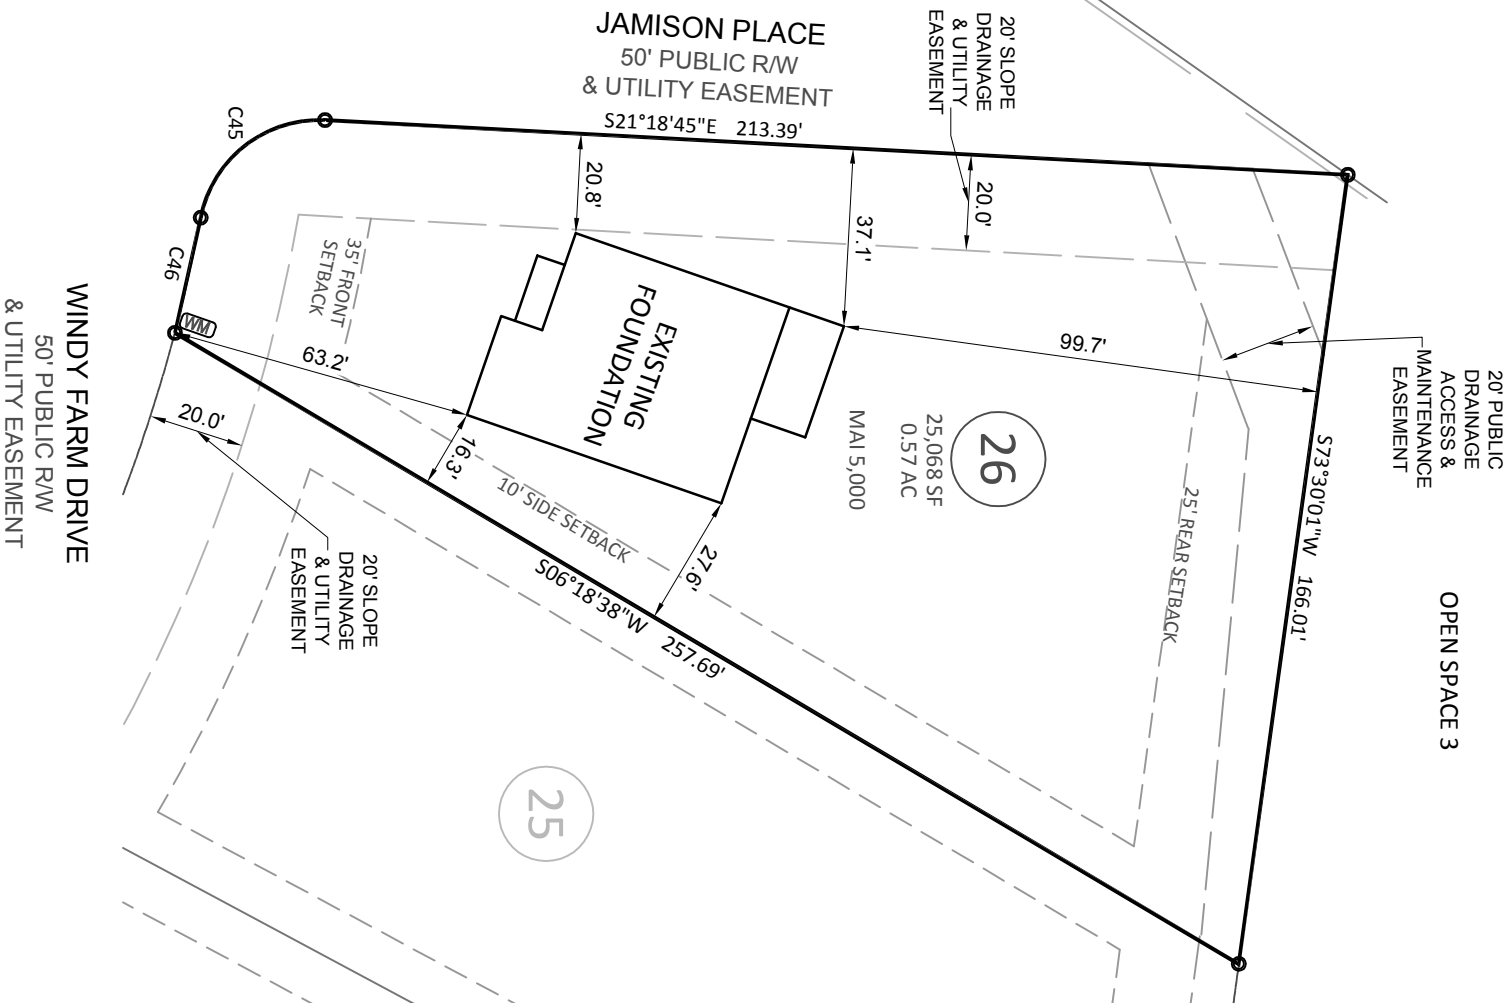 JAMISON PLACE
50' PUBLIC R/W
& UTILITY EASEMENT
S21°18'45"E 213.39'
20' SLOPE
DRAINAGE
& UTILITY
EASEMENT
C45
C46
WM
20.8'
37.1'
20.0'
35' FRONT
SETBACK
63.2'
20.0'
16.3'
27.6'
99.7'
EXISTING
FOUNDATION
10' SIDE SETBACK
S06°18'38"W 257.69'
26
25,068 SF
0.57 AC
MAI 5,000
25' REAR SETBACK
S73°30'01"W 166.01'
20' PUBLIC
DRAINAGE
ACCESS &
MAINTENANCE
EASEMENT
OPEN SPACE 3
WINDY FARM DRIVE
50' PUBLIC R/W
& UTILITY EASEMENT
20' SLOPE
DRAINAGE
& UTILITY
EASEMENT
25